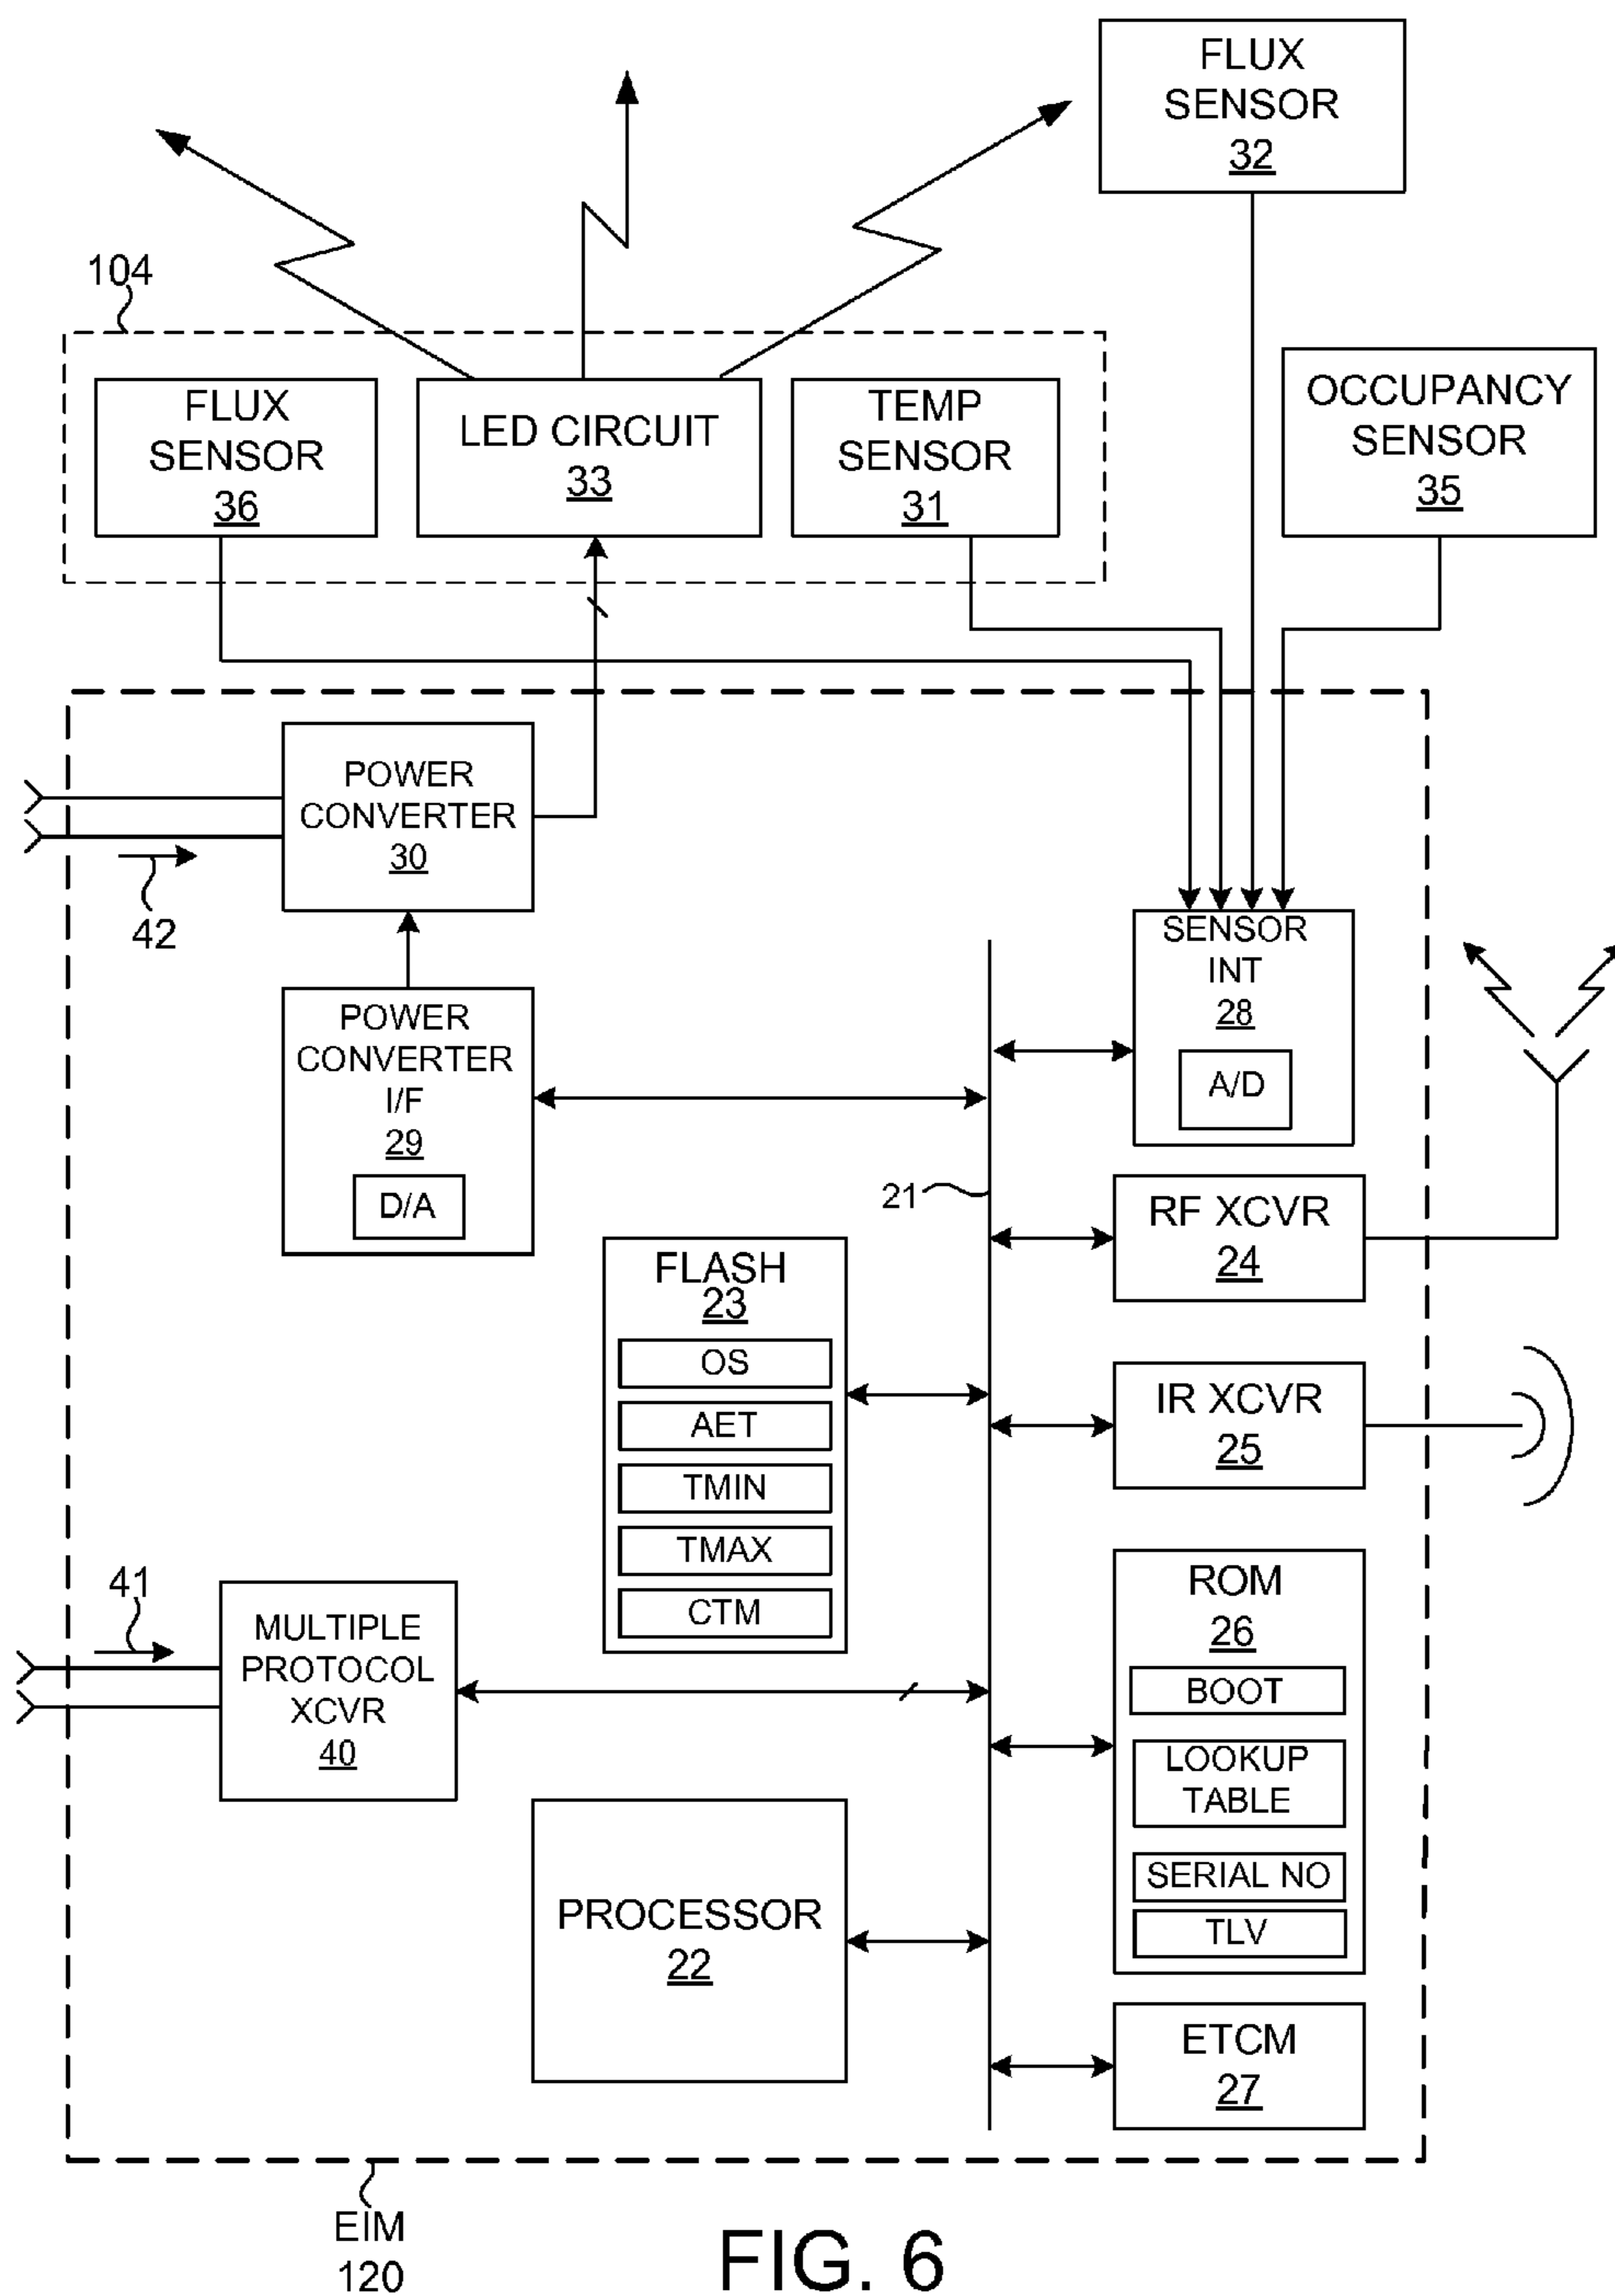 FLUX
SENSOR
32
104
FLUX
SENSOR
36
LED CIRCUIT
33
TEMP
SENSOR
31
OCCUPANCY
SENSOR
35
POWER
CONVERTER
30
42
SENSOR
INT
28
A/D
POWER
CONVERTER
I/F
29
D/A
21
RF XCVR
24
FLASH
23
OS
AET
TMIN
TMAX
CTM
IR XCVR
25
41
MULTIPLE
PROTOCOL
XCVR
40
ROM
26
BOOT
LOOKUP
TABLE
SERIAL NO
TLV
PROCESSOR
22
ETCM
27
EIM
120
FIG. 6